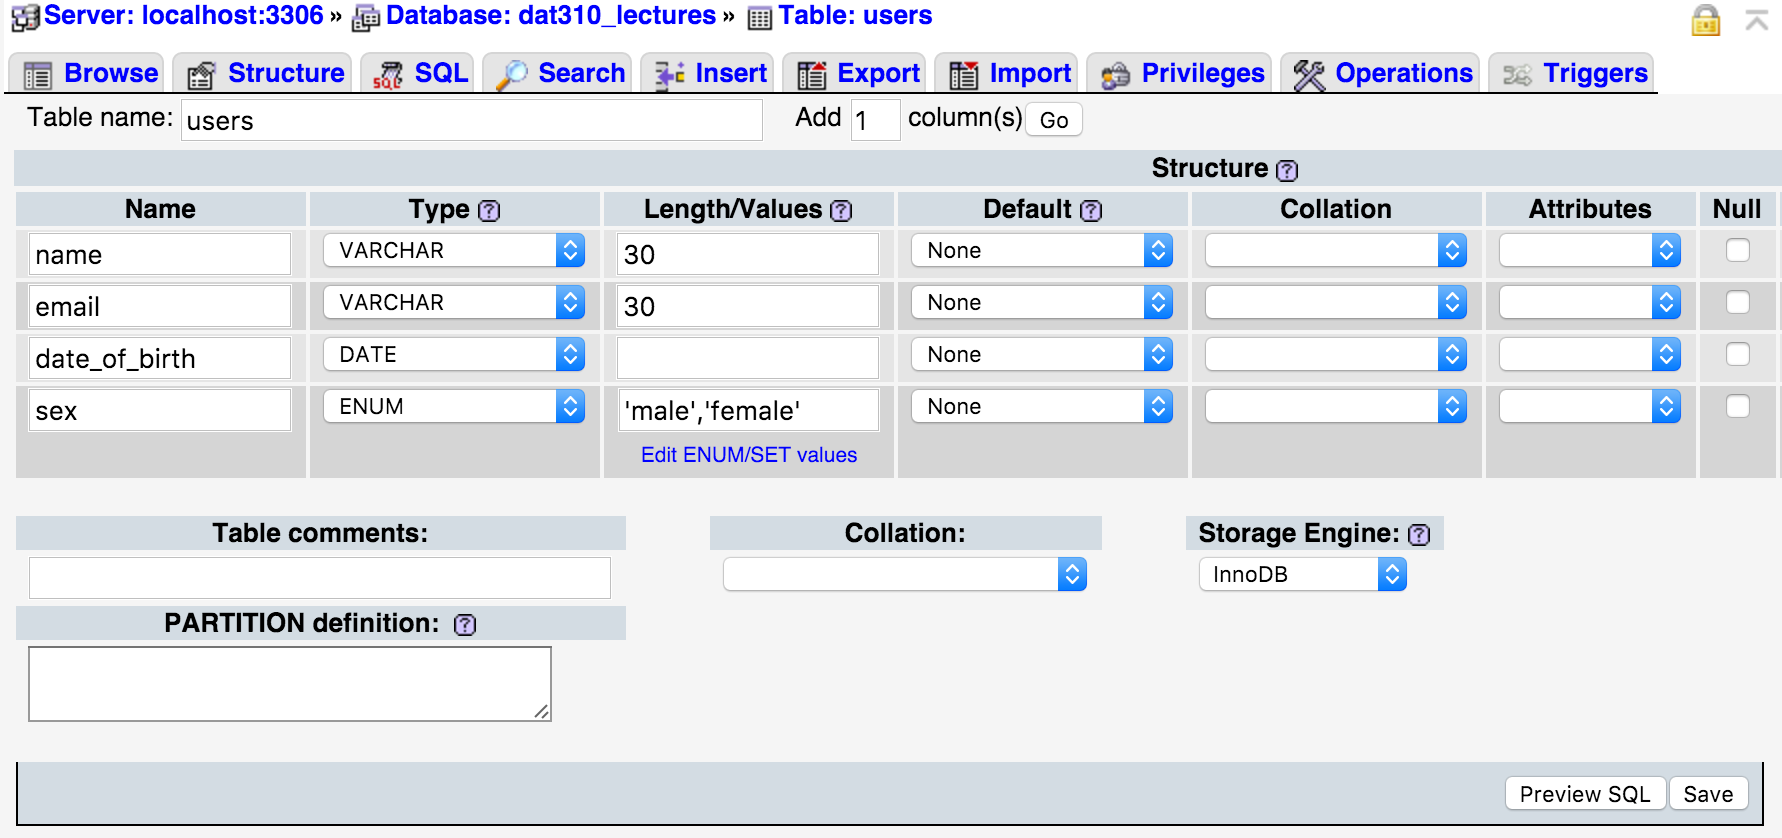 Server: localhost:3306 » Database: dat310_lectures » Table: users
Browse Structure SQL Search Insert Export Import Privileges Operations Triggers
Table name: users Add 1 column(s) Go
Structure
Name Type Length/Values Default Collation Attributes Null
name VARCHAR 30 None
email VARCHAR 30 None
date_of_birth DATE None
sex ENUM 'male','female' None
Edit ENUM/SET values
Table comments: Collation: Storage Engine:
InnoDB
PARTITION definition:
Preview SQL Save